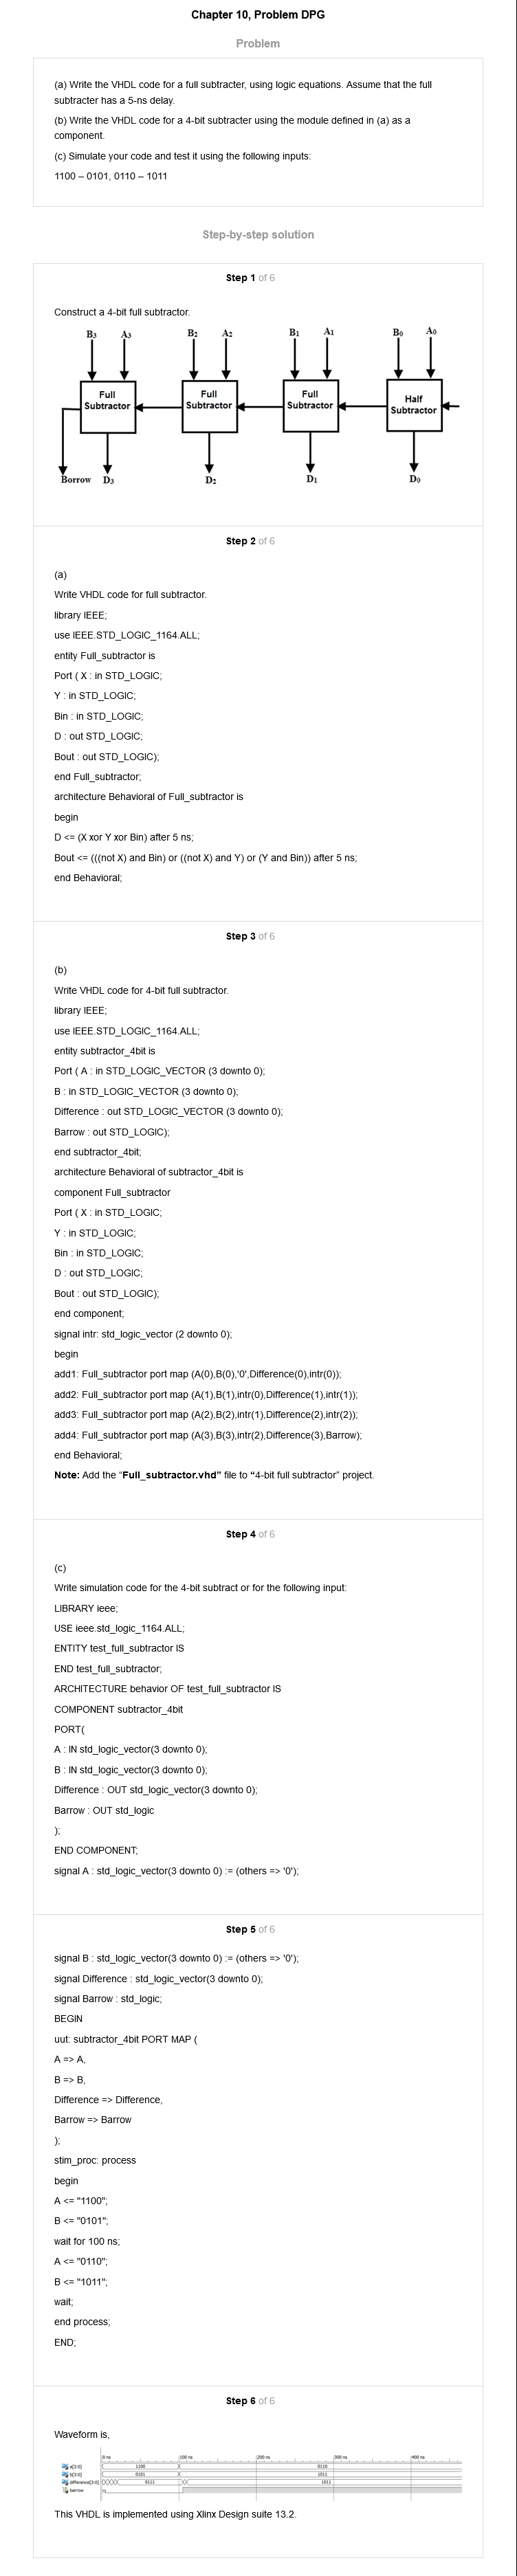 Chapter 10, Problem DPG
Problem
(a) Write the VHDL code for a full subtracter, using logic equations. Assume that the full
subtracter has a 5-ns delay.
(b) Write the VHDL code for a 4-bit subtracter using the module defined in (a) as a
component.
(c) Simulate your code and test it using the following inputs:
1100 – 0101, 0110 – 1011
Step-by-step solution
Step 1 of 6
Construct a 4-bit full subtractor.
B3 A3 B2 A2 B1 A1 B0 A0
Full Subtractor
Full Subtractor
Full Subtractor
Half Subtractor
Borrow D3 D2 D1 D0
Step 2 of 6
(a)
Write VHDL code for full subtractor.
library IEEE;
use IEEE.STD_LOGIC_1164.ALL;
entity Full_subtractor is
Port ( X : in STD_LOGIC;
Y : in STD_LOGIC;
Bin : in STD_LOGIC;
D : out STD_LOGIC;
Bout : out STD_LOGIC);
end Full_subtractor;
architecture Behavioral of Full_subtractor is
begin
D <= (X xor Y xor Bin) after 5 ns;
Bout <= (((not X) and Bin) or ((not X) and Y) or (Y and Bin)) after 5 ns;
end Behavioral;
Step 3 of 6
(b)
Write VHDL code for 4-bit full subtractor.
library IEEE;
use IEEE.STD_LOGIC_1164.ALL;
entity subtractor_4bit is
Port ( A : in STD_LOGIC_VECTOR (3 downto 0);
B : in STD_LOGIC_VECTOR (3 downto 0);
Difference : out STD_LOGIC_VECTOR (3 downto 0);
Barrow : out STD_LOGIC);
end subtractor_4bit;
architecture Behavioral of subtractor_4bit is
component Full_subtractor
Port ( X : in STD_LOGIC;
Y : in STD_LOGIC;
Bin : in STD_LOGIC;
D : out STD_LOGIC;
Bout : out STD_LOGIC);
end component;
signal intr: std_logic_vector (2 downto 0);
begin
add1: Full_subtractor port map (A(0),B(0),'0',Difference(0),intr(0));
add2: Full_subtractor port map (A(1),B(1),intr(0),Difference(1),intr(1));
add3: Full_subtractor port map (A(2),B(2),intr(1),Difference(2),intr(2));
add4: Full_subtractor port map (A(3),B(3),intr(2),Difference(3),Barrow);
end Behavioral;
Note: Add the “Full_subtractor.vhd” file to “4-bit full subtractor” project.
Step 4 of 6
(c)
Write simulation code for the 4-bit subtract or for the following input:
LIBRARY ieee;
USE ieee.std_logic_1164.ALL;
ENTITY test_full_subtractor IS
END test_full_subtractor;
ARCHITECTURE behavior OF test_full_subtractor IS
COMPONENT subtractor_4bit
PORT(
A : IN std_logic_vector(3 downto 0);
B : IN std_logic_vector(3 downto 0);
Difference : OUT std_logic_vector(3 downto 0);
Barrow : OUT std_logic
);
END COMPONENT;
signal A : std_logic_vector(3 downto 0) := (others => '0');
Step 5 of 6
signal B : std_logic_vector(3 downto 0) := (others => '0');
signal Difference : std_logic_vector(3 downto 0);
signal Barrow : std_logic;
BEGIN
uut: subtractor_4bit PORT MAP (
A => A,
B => B,
Difference => Difference,
Barrow => Barrow
);
stim_proc: process
begin
A <= "1100";
B <= "0101";
wait for 100 ns;
A <= "0110";
B <= "1011";
wait;
end process;
END;
Step 6 of 6
Waveform is,
0 ns 100 ns 200 ns 300 ns 400 ns
a[3:0] 1100 0110
b[3:0] 0101 1011
difference[3:0] 0111 1011
barrow
This VHDL is implemented using Xlinx Design suite 13.2.